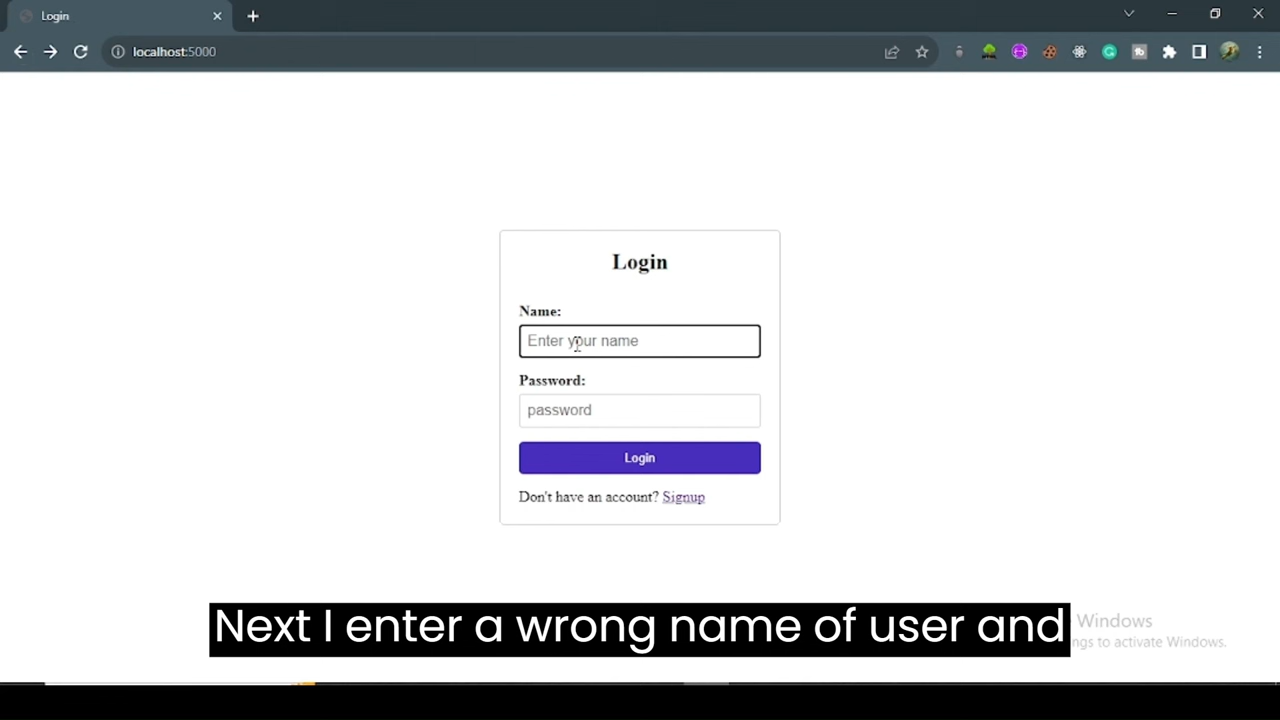 Login
localhost:5000
Login
Name:
Enter your name
Password:
password
Login
Don't have an account? Signup
Next I enter a wrong name of user and
Windows
ngs to activate Windows.